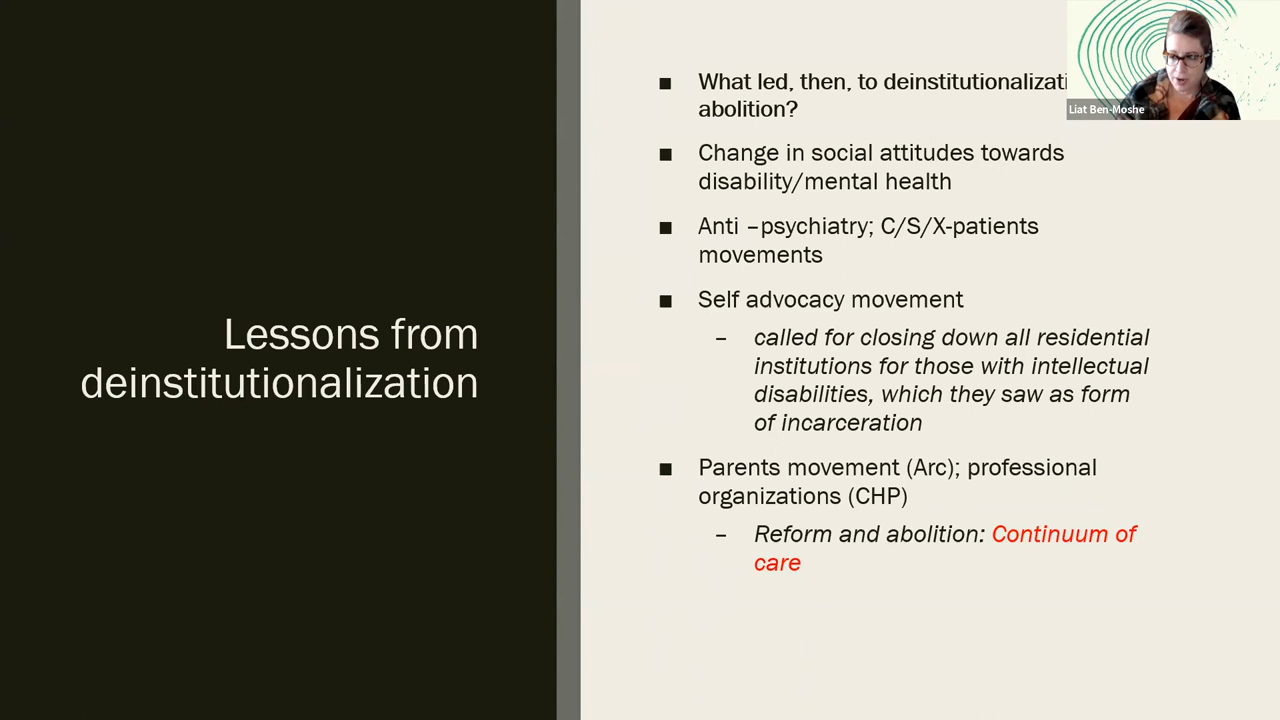 Lessons from
deinstitutionalization
■ What led, then, to
abolition?
■ Change in social attitudes towards
disability/mental health
■ Anti –psychiatry; C/S/X-patients
movements
■ Self advocacy movement
– called for closing down all residential
institutions for those with intellectual
disabilities, which they saw as form
of incarceration
■ Parents movement (Arc); professional
organizations (CHP)
– Reform and abolition: Continuum of
care
Liat Ben-Moshe